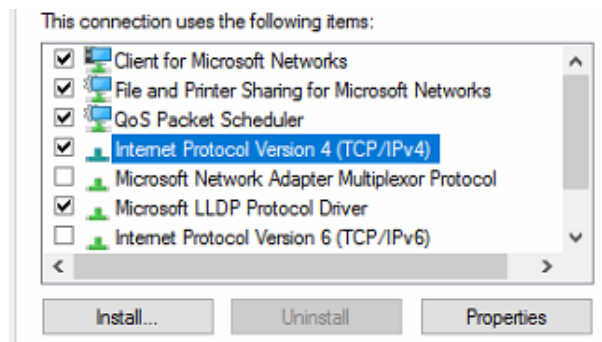 This connection uses the following items:
Client for Microsoft Networks
File and Printer Sharing for Microsoft Networks
QoS Packet Scheduler
Internet Protocol Version 4 (TCP/IPv4)
Microsoft Network Adapter Multiplexor Protocol
Microsoft LLDP Protocol Driver
Internet Protocol Version 6 (TCP/IPv6)
Install... Uninstall Properties